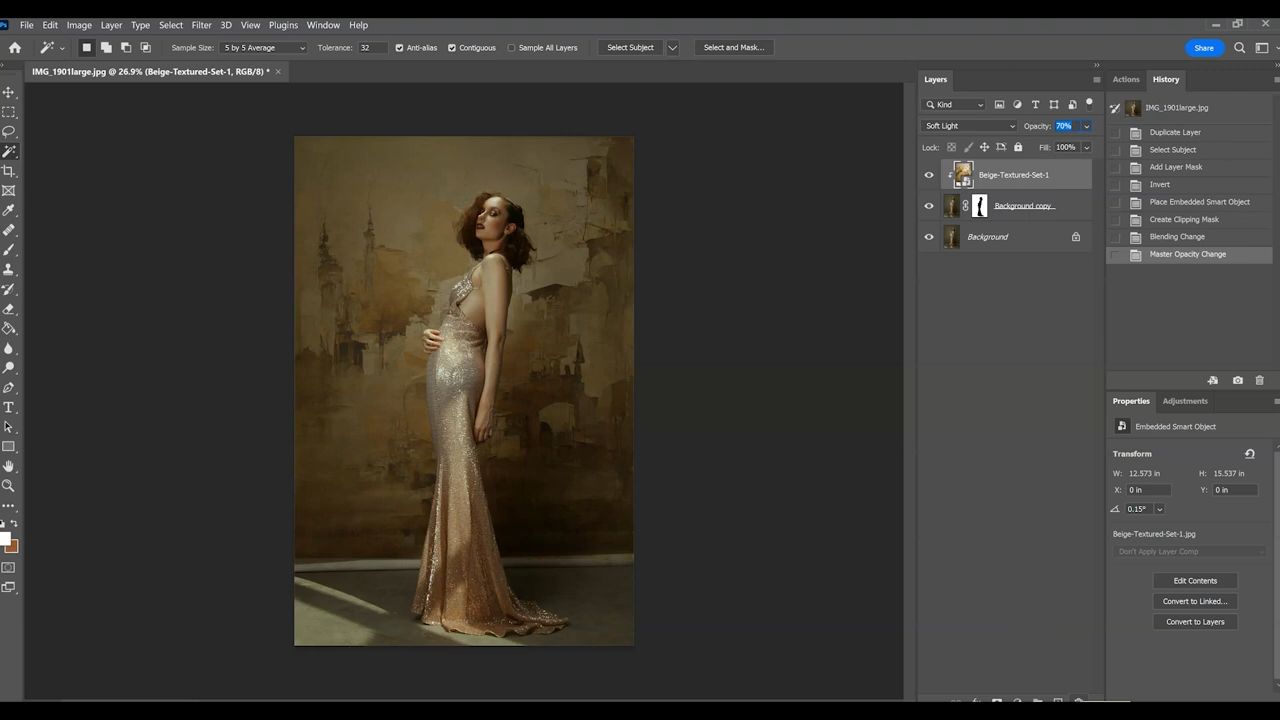 Ps File Edit Image Layer Type Select Filter 3D View Plugins Window Help
Sample Size: 5 by 5 Average Tolerance: 32 Anti-alias Contiguous Sample All Layers Select Subject Select and Mask... Share
IMG_1901large.jpg @ 26.9% (Beige-Textured-Set-1, RGB/8) * ×
Layers
Kind
Soft Light Opacity: 70%
Lock: Fill: 100%
Beige-Textured-Set-1
Background copy
Background
Actions History
IMG_1901large.jpg
Duplicate Layer
Select Subject
Add Layer Mask
Invert
Place Embedded Smart Object
Create Clipping Mask
Blending Change
Master Opacity Change
Properties Adjustments
Embedded Smart Object
Transform
W: 12.573 in H: 15.537 in
X: 0 in Y: 0 in
0.15°
Beige-Textured-Set-1.jpg
Don't Apply Layer Comp
Edit Contents
Convert to Linked...
Convert to Layers